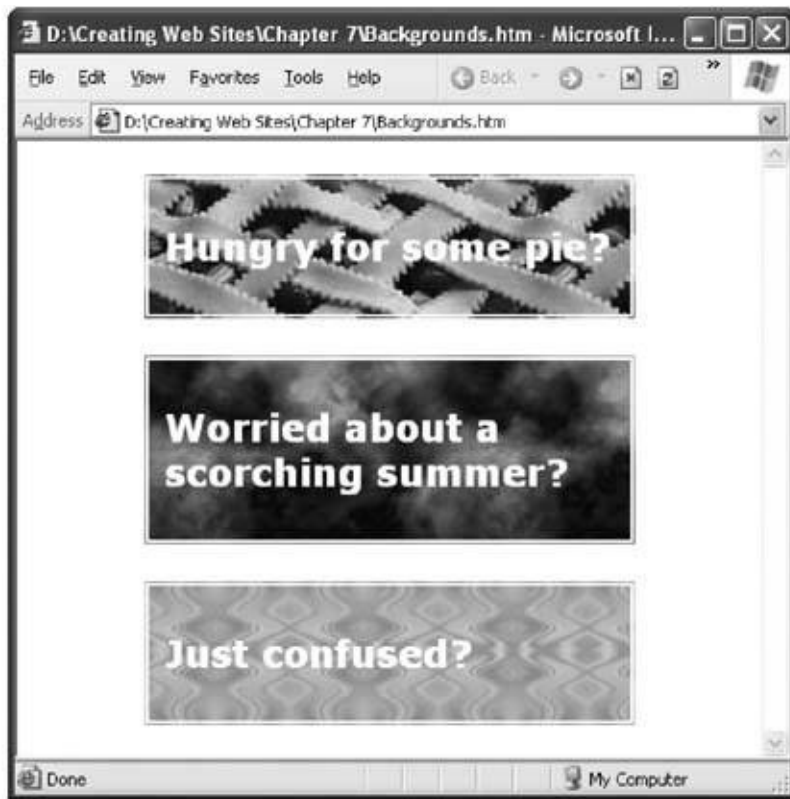 D:\Creating Web Sites\Chapter 7\Backgrounds.htm - Microsoft I...
File Edit View Favorites Tools Help Back »
Address D:\Creating Web Sites\Chapter 7\Backgrounds.htm
Hungry for some pie?
Worried about a
scorching summer?
Just confused?
Done My Computer